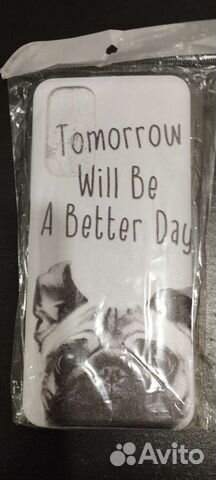 Tomorrow
Will Be
A Better Day
Avito